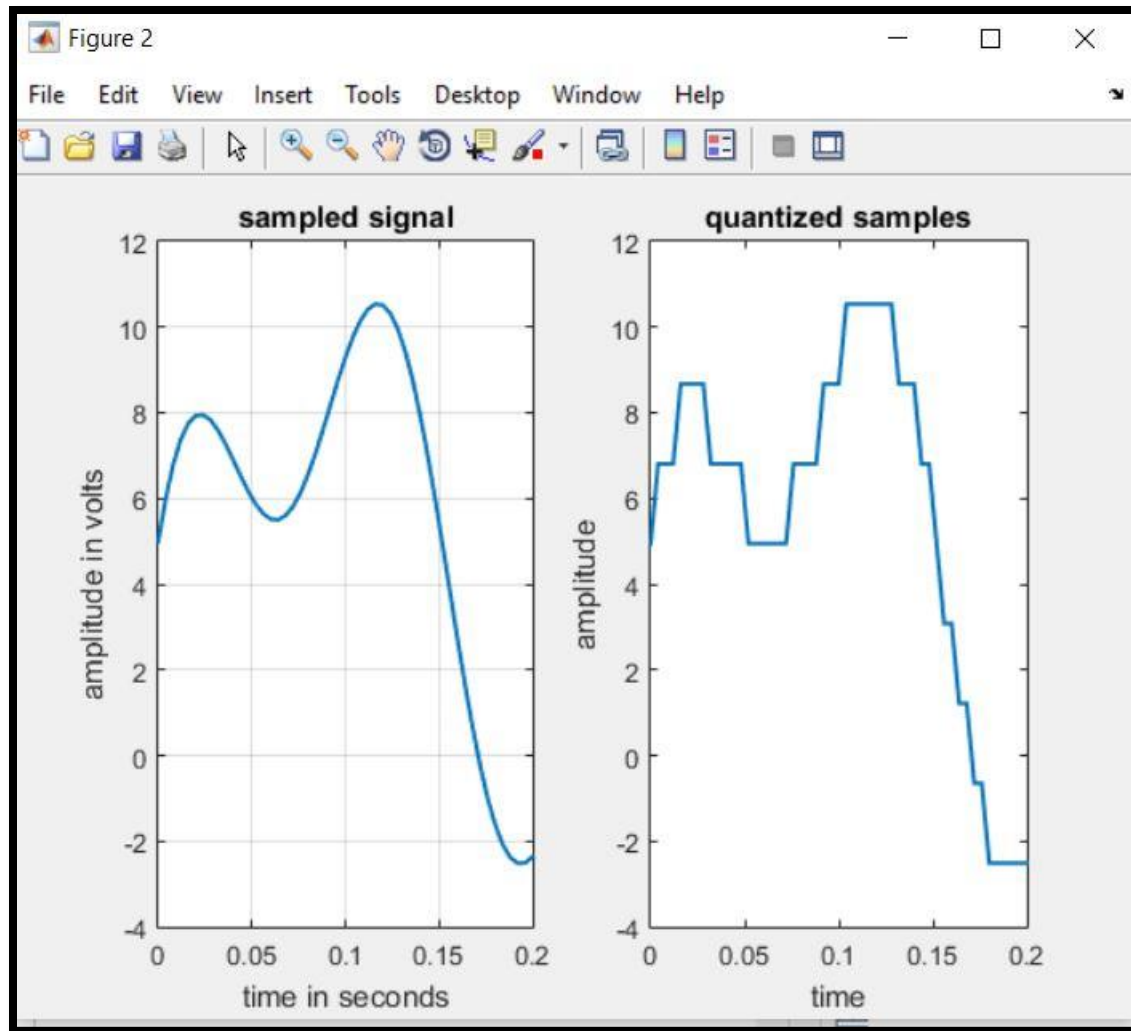 Figure 2
File Edit View Insert Tools Desktop Window Help
sampled signal
12
10
8
6
4
2
0
-2
-4
amplitude in volts
0 0.05 0.1 0.15 0.2
time in seconds
quantized samples
12
10
8
6
4
2
0
-2
-4
amplitude
0 0.05 0.1 0.15 0.2
time